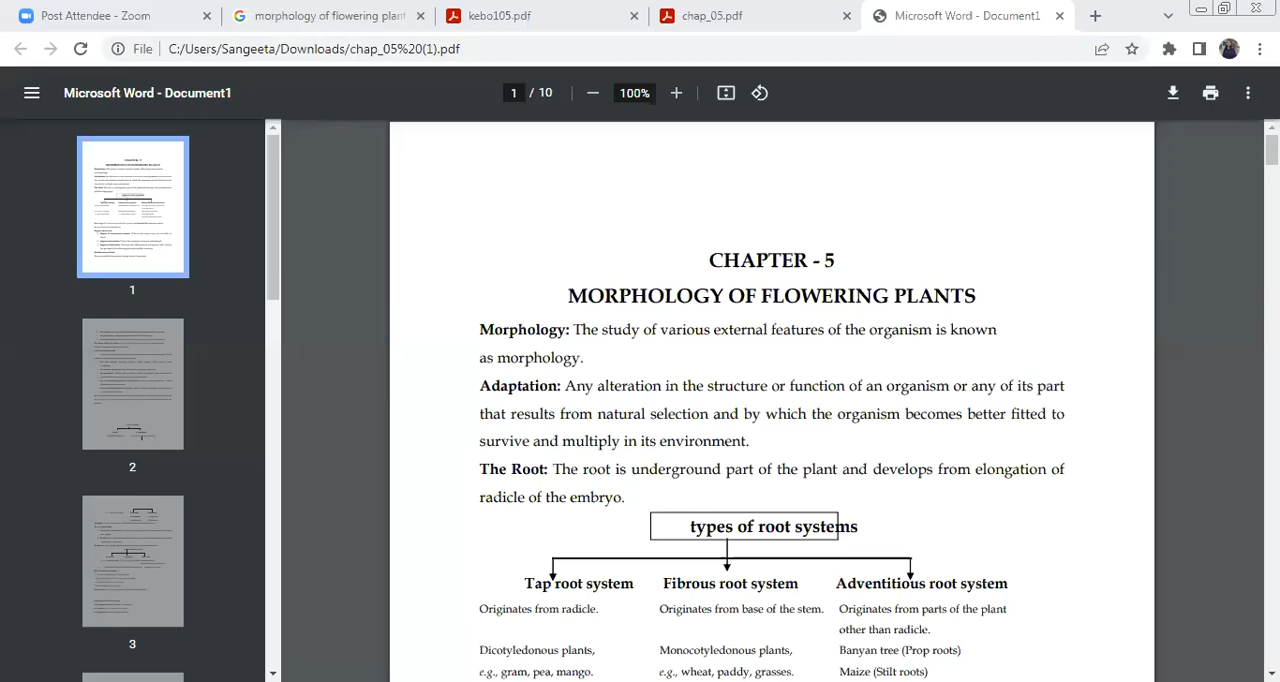 Post Attendee - Zoom
morphology of flowering plant
kebo105.pdf
chap_05.pdf
Microsoft Word - Document1
File
C:/Users/Sangeeta/Downloads/chap_05%20(1).pdf
Microsoft Word - Document1
1 / 10
100%
1
2
3
CHAPTER - 5
MORPHOLOGY OF FLOWERING PLANTS
Morphology: The study of various external features of the organism is known
as morphology.
Adaptation: Any alteration in the structure or function of an organism or any of its part
that results from natural selection and by which the organism becomes better fitted to
survive and multiply in its environment.
The Root: The root is underground part of the plant and develops from elongation of
radicle of the embryo.
types of root systems
Tap root system Fibrous root system Adventitious root system
Originates from radicle. Originates from base of the stem. Originates from parts of the plant
other than radicle.
Dicotyledonous plants, Monocotyledonous plants, Banyan tree (Prop roots)
e.g., gram, pea, mango. e.g., wheat, paddy, grasses. Maize (Stilt roots)